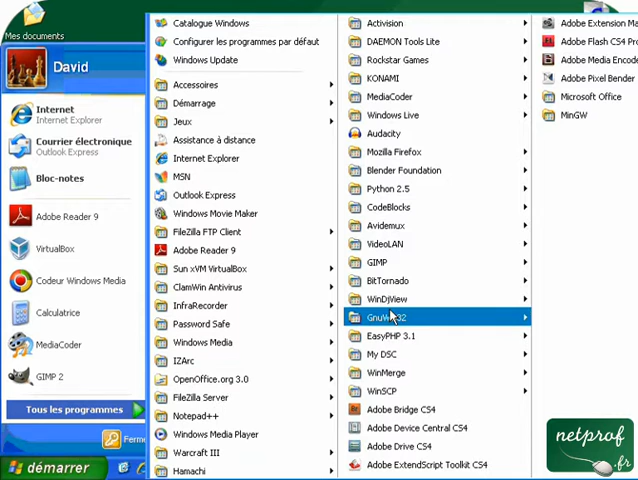 Mes documents
David
Internet
Internet Explorer
Courrier électronique
Outlook Express
Bloc-notes
Adobe Reader 9
VirtualBox
Codeur Windows Media
Calculatrice
MediaCoder
GIMP 2
Tous les programmes
Ferme
démarrer
Catalogue Windows
Configurer les programmes par défaut
Windows Update
Accessoires
Démarrage
Jeux
Assistance à distance
Internet Explorer
MSN
Outlook Express
Windows Movie Maker
FileZilla FTP Client
Adobe Reader 9
Sun xVM VirtualBox
ClamWin Antivirus
InfraRecorder
Password Safe
Windows Media
IZArc
OpenOffice.org 3.0
FileZilla Server
Notepad++
Windows Media Player
Warcraft III
Hamachi
Activision
DAEMON Tools Lite
Rockstar Games
KONAMI
MediaCoder
Windows Live
Audacity
Mozilla Firefox
Blender Foundation
Python 2.5
CodeBlocks
Avidemux
VideoLAN
GIMP
BitTornado
WinDjView
EasyPHP 3.1
My DSC
WinMerge
WinSCP
Adobe Bridge CS4
Adobe Device Central CS4
Adobe Drive CS4
Adobe ExtendScript Toolkit CS4
Adobe Extension Ma
Adobe Flash CS4 Pro
Adobe Media Encod
Adobe Pixel Bender
Microsoft Office
MinGW
netprof
.fr